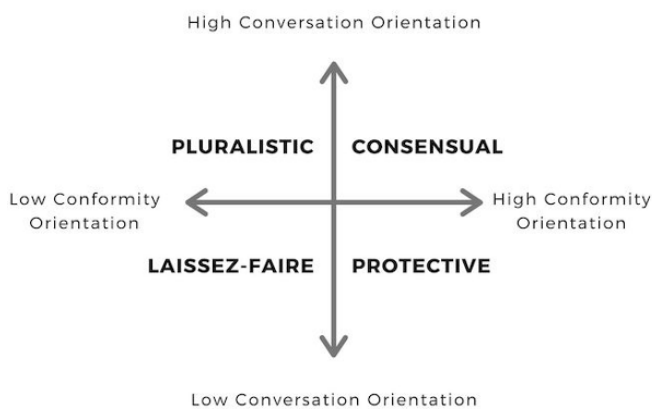 High Conversation Orientation
PLURALISTIC
CONSENSUAL
Low Conformity
Orientation
High Conformity
Orientation
LAISSEZ-FAIRE
PROTECTIVE
Low Conversation Orientation